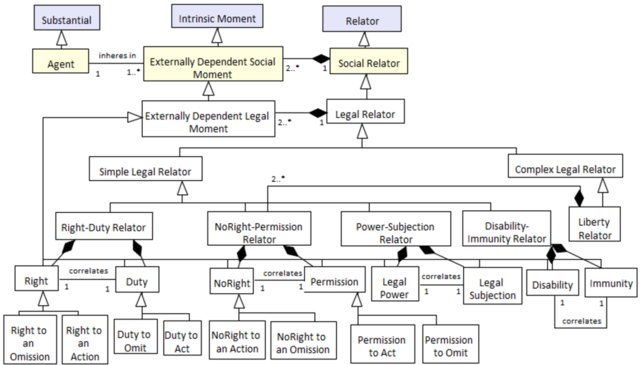 Substantial
Intrinsic Moment
Relator
Agent
inheres in
1
1..*
Externally Dependent Social
Moment
2..*
1
Social Relator
Externally Dependent Legal
Moment
2..*
1
Legal Relator
Simple Legal Relator
Complex Legal Relator
2..*
Right-Duty Relator
NoRight-Permission
Relator
Power-Subjection
Relator
Disability-
Immunity Relator
Liberty
Relator
Right
correlates
1
1
Duty
NoRight
correlates
1
1
Permission
Legal
Power
correlates
1
1
Legal
Subjection
Disability
Immunity
1
1
correlates
Right to
an
Omission
Right to
an
Action
Duty to
Omit
Duty to
Act
NoRight to
an Action
NoRight to
an Omission
Permission
to Act
Permission
to Omit